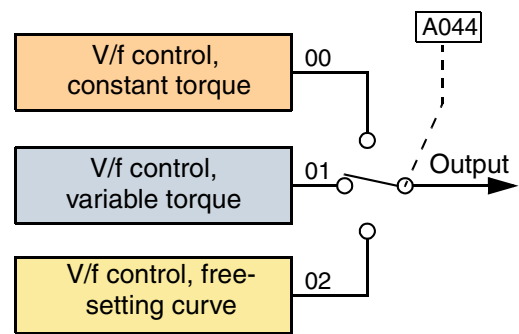 A044
V/f control,
constant torque
00
V/f control,
variable torque
01
Output
V/f control, free-
setting curve
02